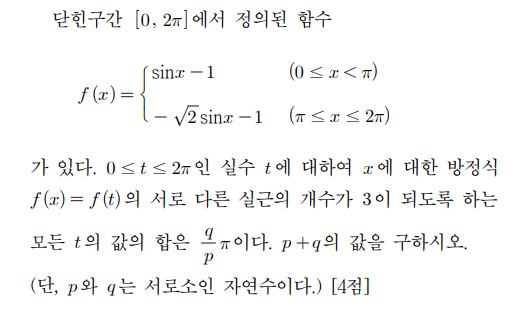 닫힌구간 [0, 2π]에서 정의된 함수
f(x) = { sinx − 1 (0 ≤ x < π)
− √2 sinx − 1 (π ≤ x ≤ 2π)
가 있다. 0 ≤ t ≤ 2π인 실수 t에 대하여 x에 대한 방정식
f(x) = f(t)의 서로 다른 실근의 개수가 3이 되도록 하는
모든 t의 값의 합은 q/p π이다. p+q의 값을 구하시오.
(단, p와 q는 서로소인 자연수이다.) [4점]